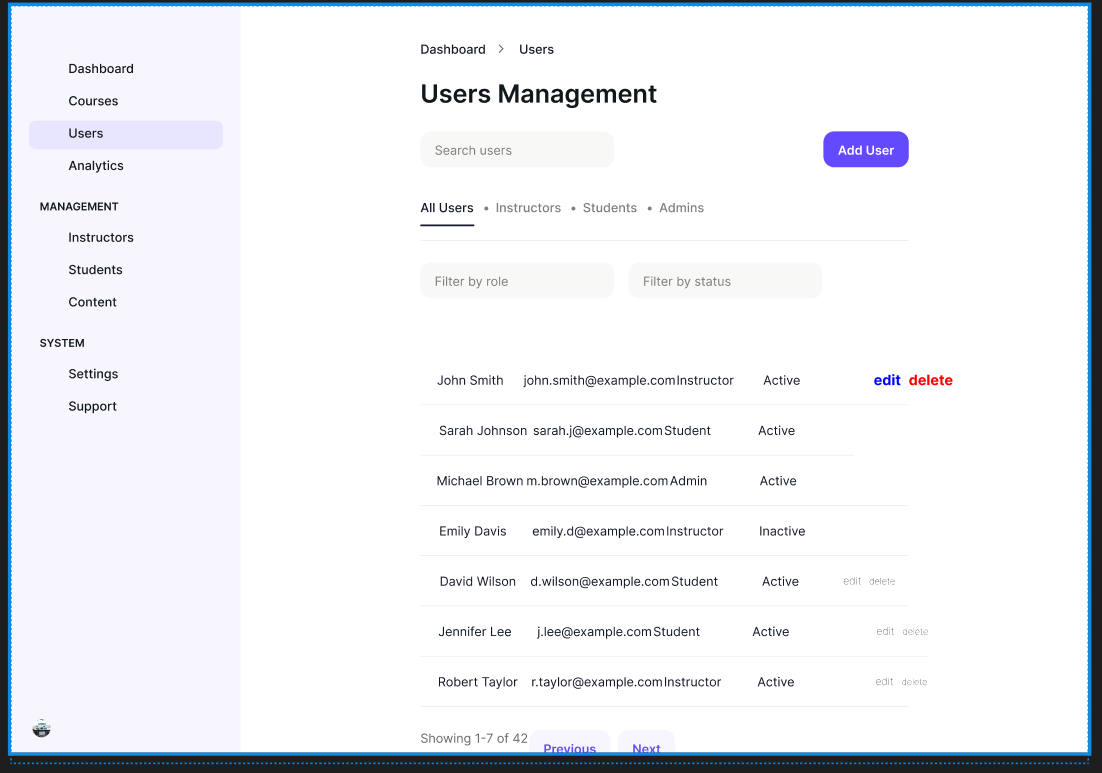 Dashboard
Courses
Users
Analytics
MANAGEMENT
Instructors
Students
Content
SYSTEM
Settings
Support
Dashboard > Users
Users Management
Search users
Add User
All Users • Instructors • Students • Admins
Filter by role Filter by status
John Smith john.smith@example.com Instructor Active edit delete
Sarah Johnson sarah.j@example.com Student Active
Michael Brown m.brown@example.com Admin Active
Emily Davis emily.d@example.com Instructor Inactive
David Wilson d.wilson@example.com Student Active edit delete
Jennifer Lee j.lee@example.com Student Active edit delete
Robert Taylor r.taylor@example.com Instructor Active edit delete
Showing 1-7 of 42 Previous Next